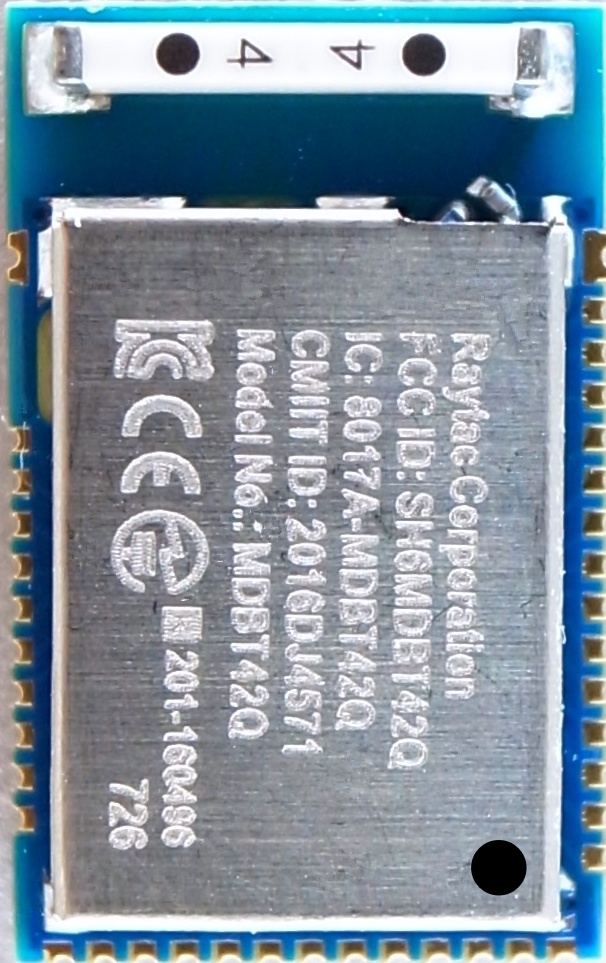 4 4
Raytac Corporation
FCC ID: SH6MDBT42Q
IC: 8017A-MDBT42Q
CMIIT ID: 2016DJ4571
Model No.: MDBT42Q
R 201-160486
726